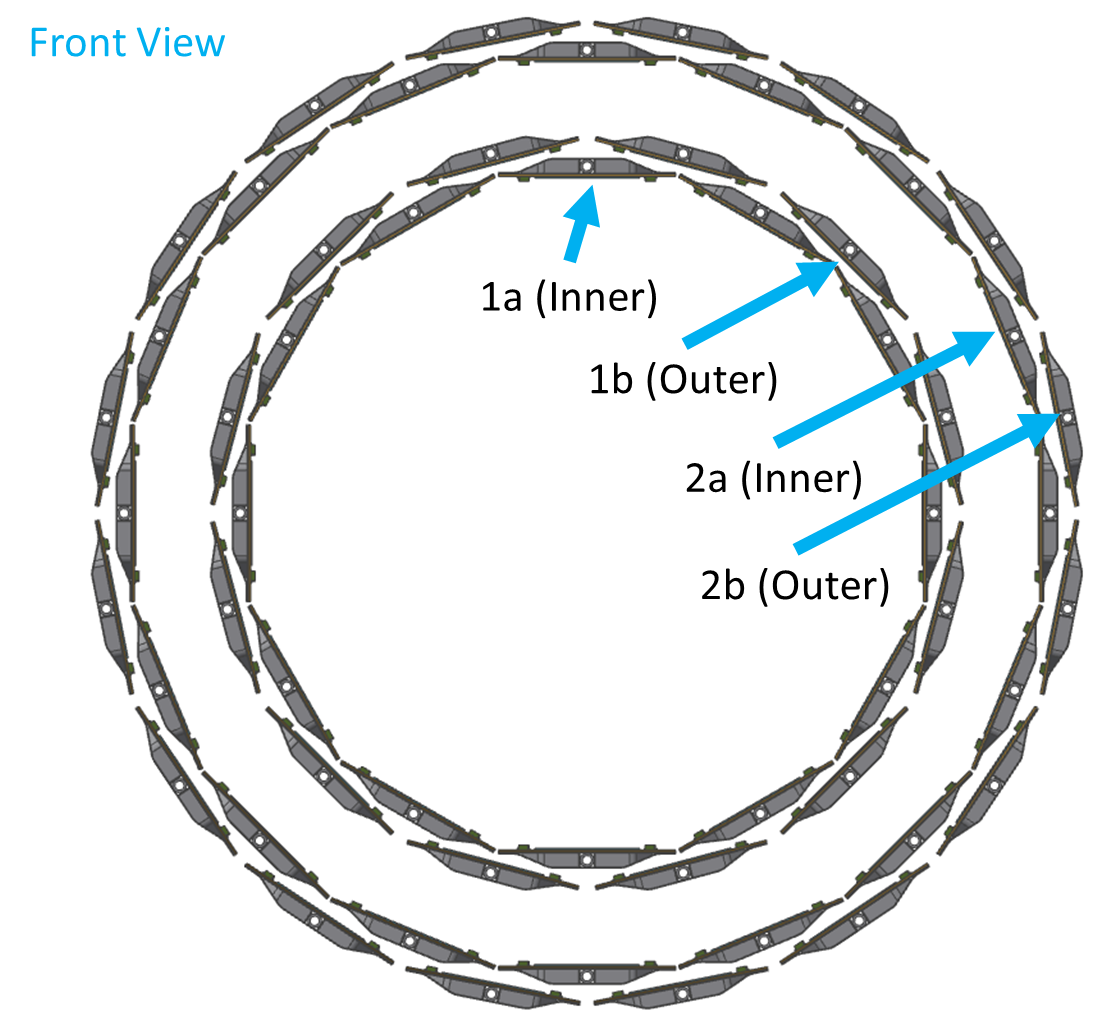 Front View
1a (Inner)
1b (Outer)
2a (Inner)
2b (Outer)